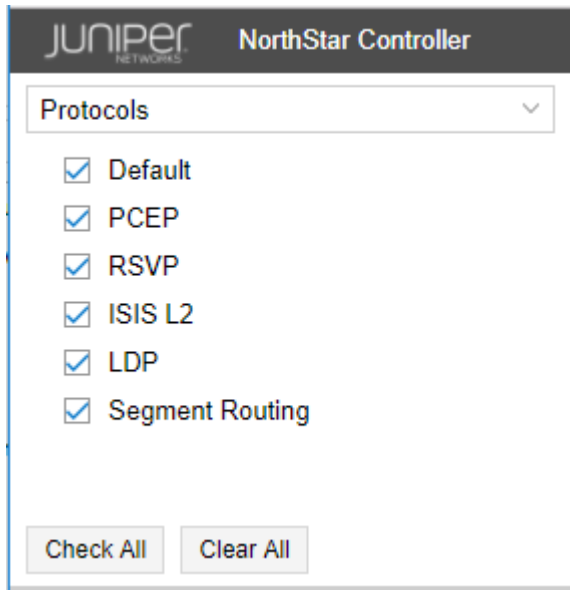 JUNIPER NorthStar Controller
NETWORKS
Protocols
Default
PCEP
RSVP
ISIS L2
LDP
Segment Routing
Check All Clear All